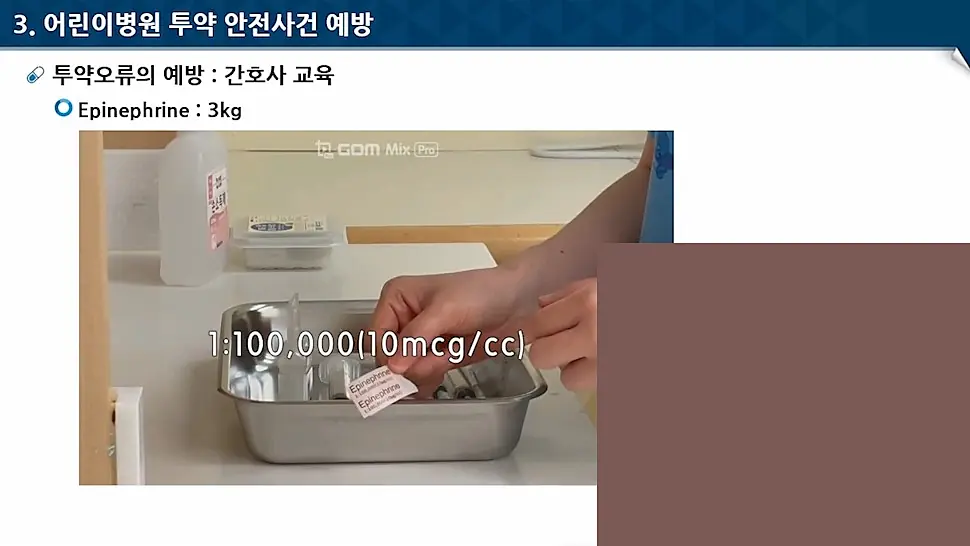 3. 어린이병원 투약 안전사건 예방
투약오류의 예방 : 간호사 교육
Epinephrine : 3kg
GOM Mix Pro
1:100,000(10mcg/cc)
Epinephrine
Epinephrine